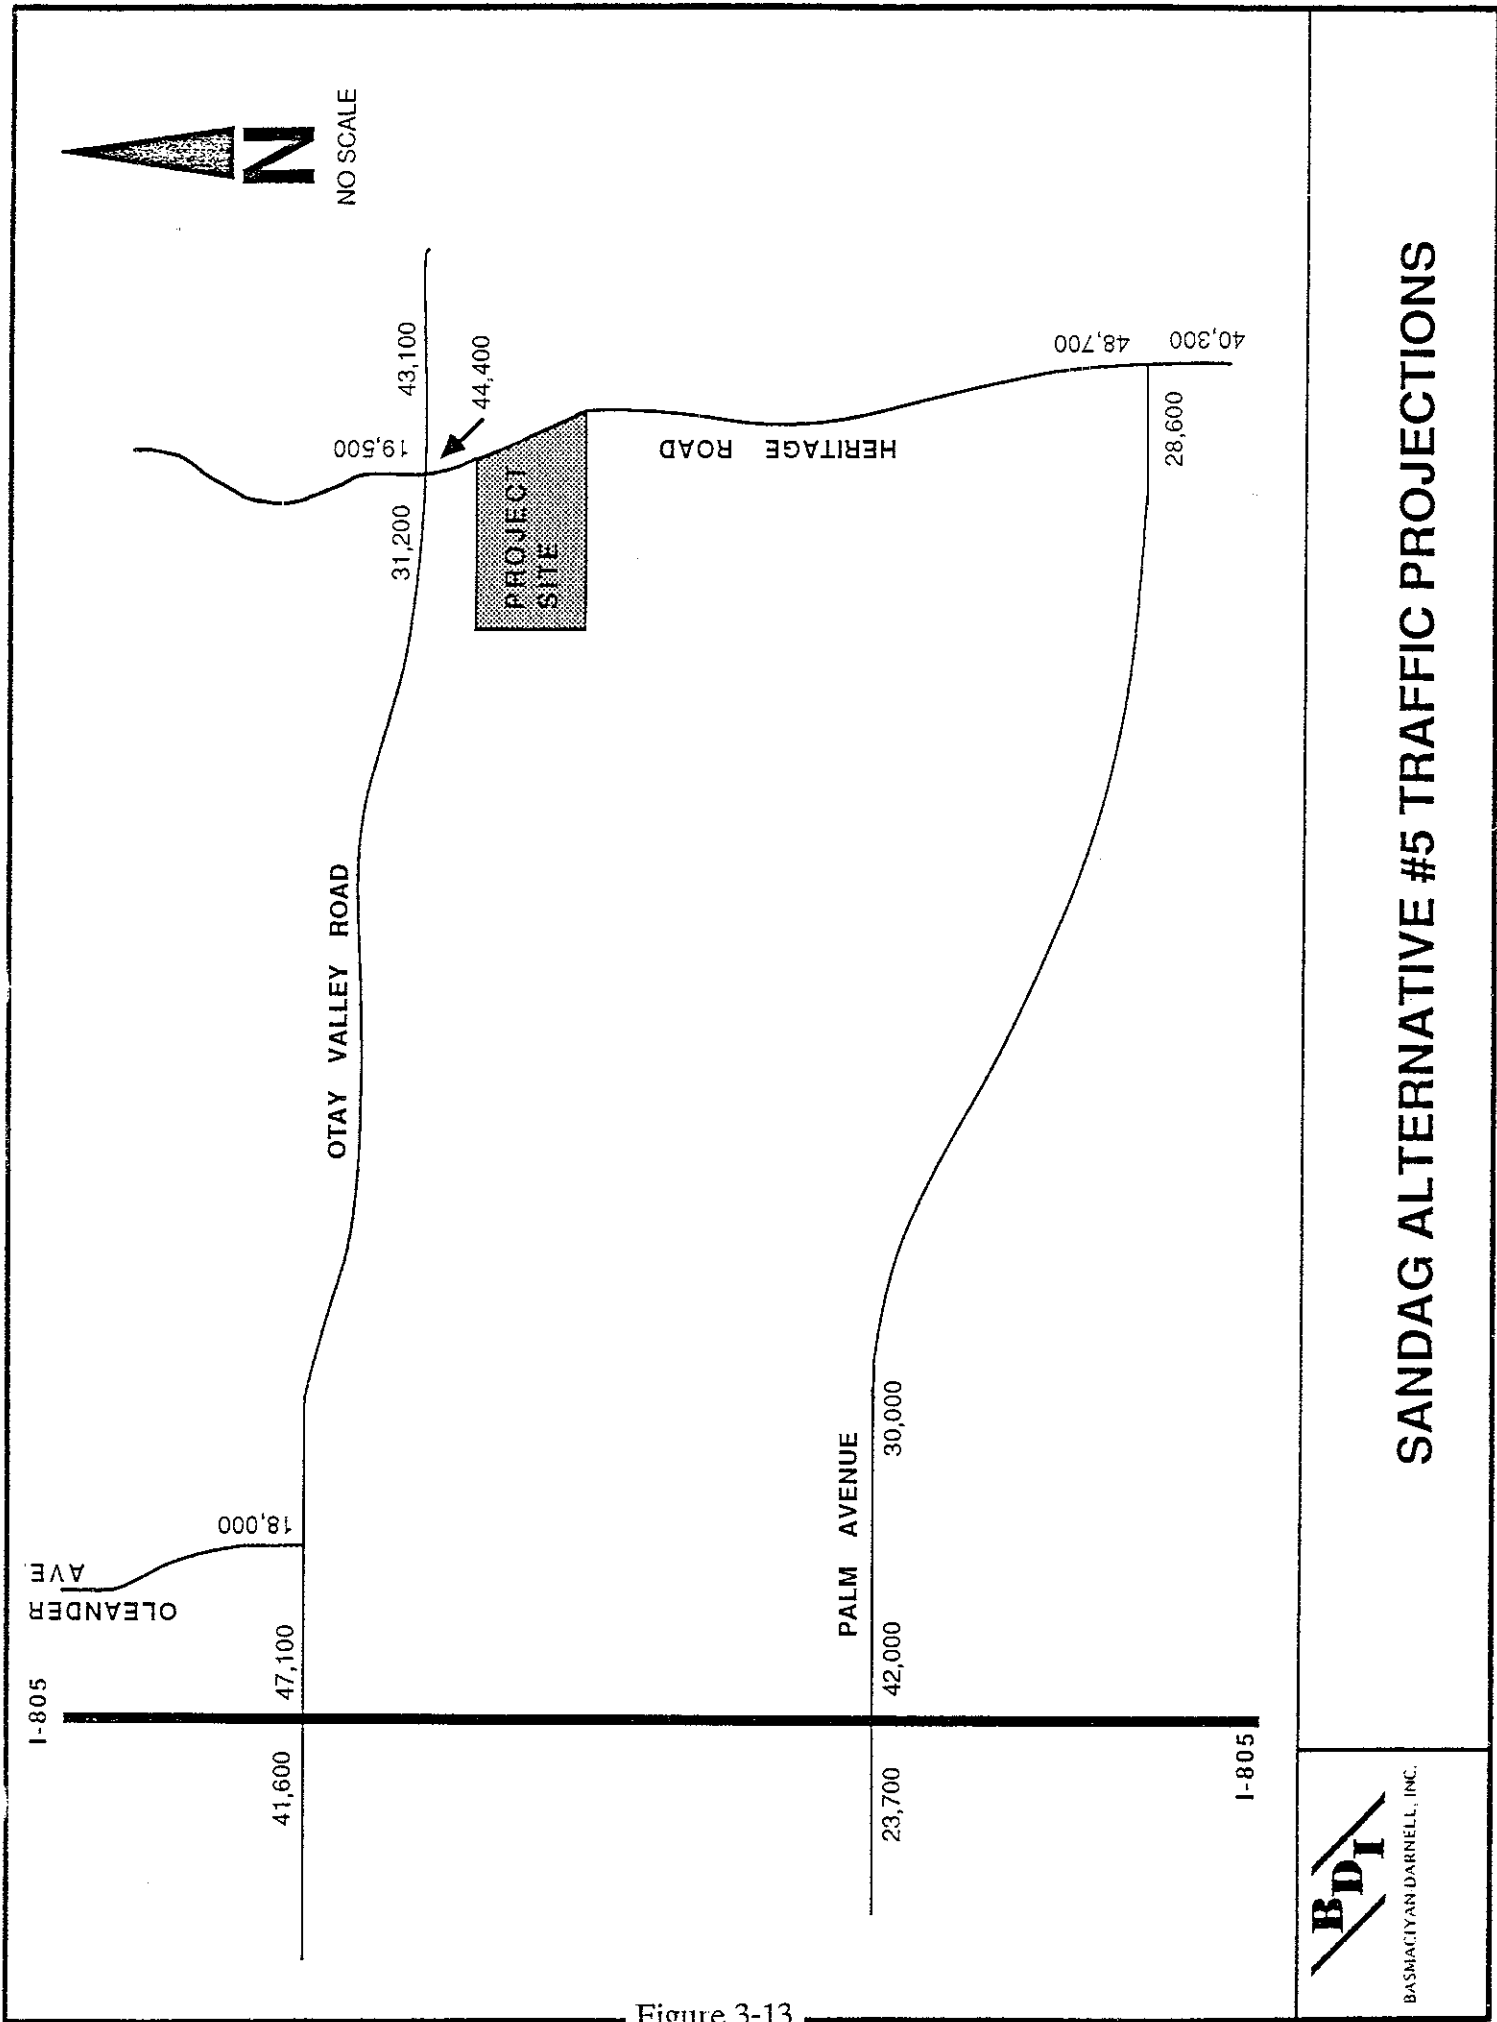 I-805
OLEANDER
AVE.
N
NO SCALE
41,600
47,100
18,000
OTAY VALLEY ROAD
31,200
19,500
43,100
44,400
PROJECT
SITE
HERITAGE ROAD
PALM AVENUE
23,700
42,000
30,000
28,600
48,700
40,300
I-805
BDI
BASMACIYAN-DARNELL, INC.
SANDAG ALTERNATIVE #5 TRAFFIC PROJECTIONS
Figure 3-13